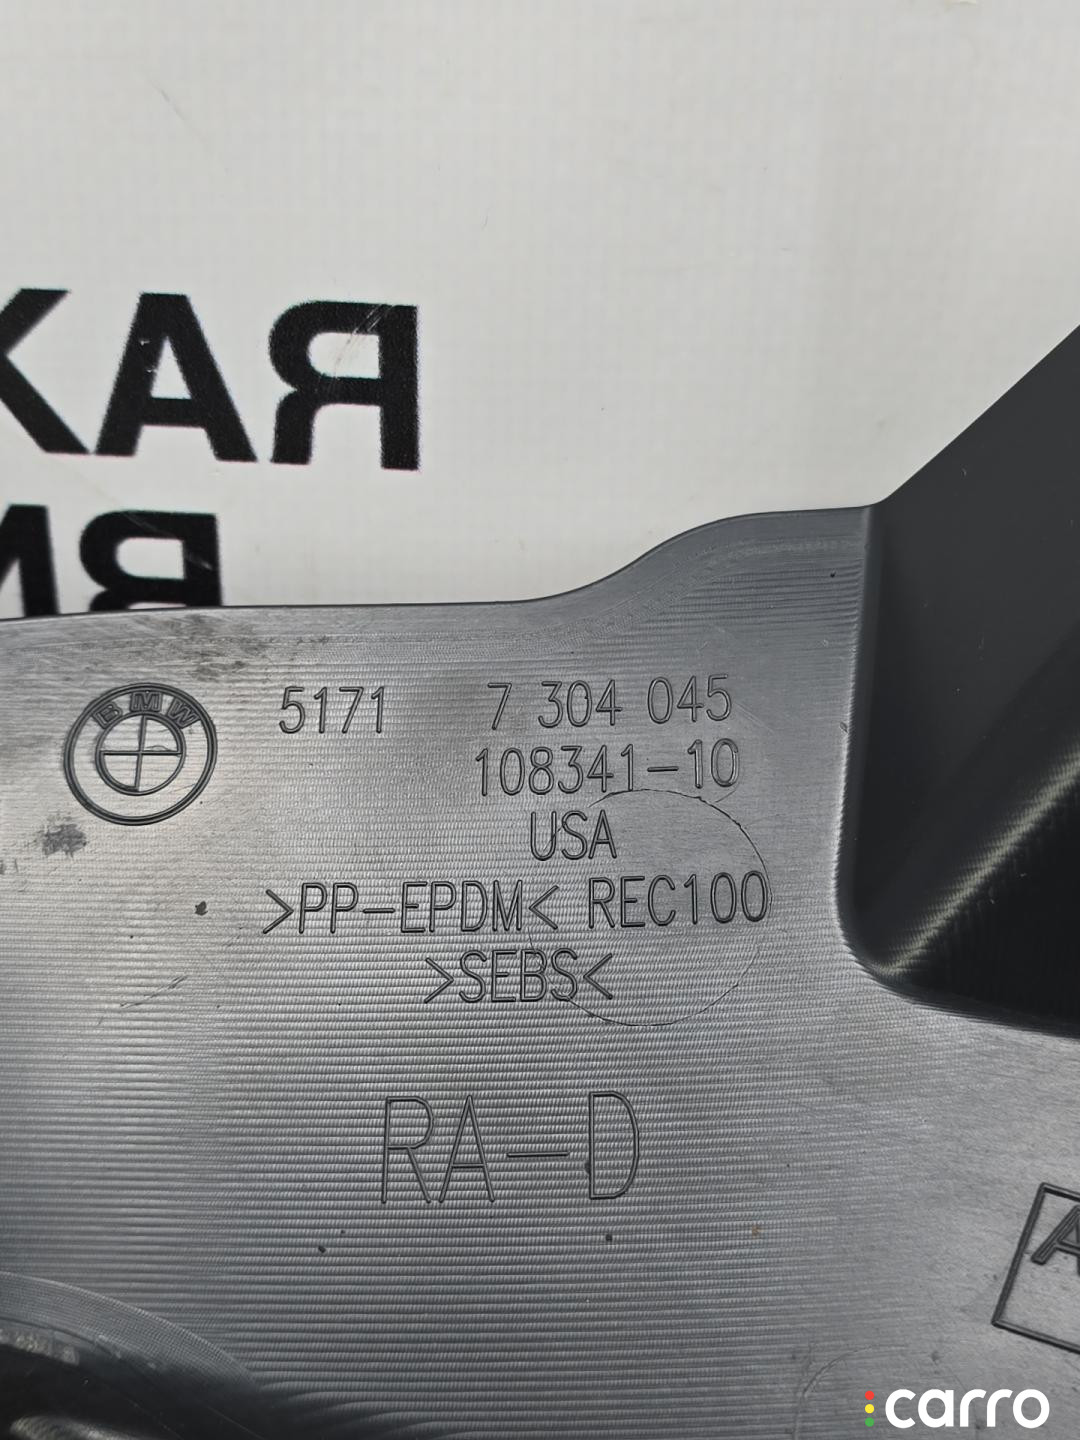 КАЯ
BMW
5171 7 304 045
108341-10
USA
>PP-EPDM< REC100
>SEBS<
RA-D
carro